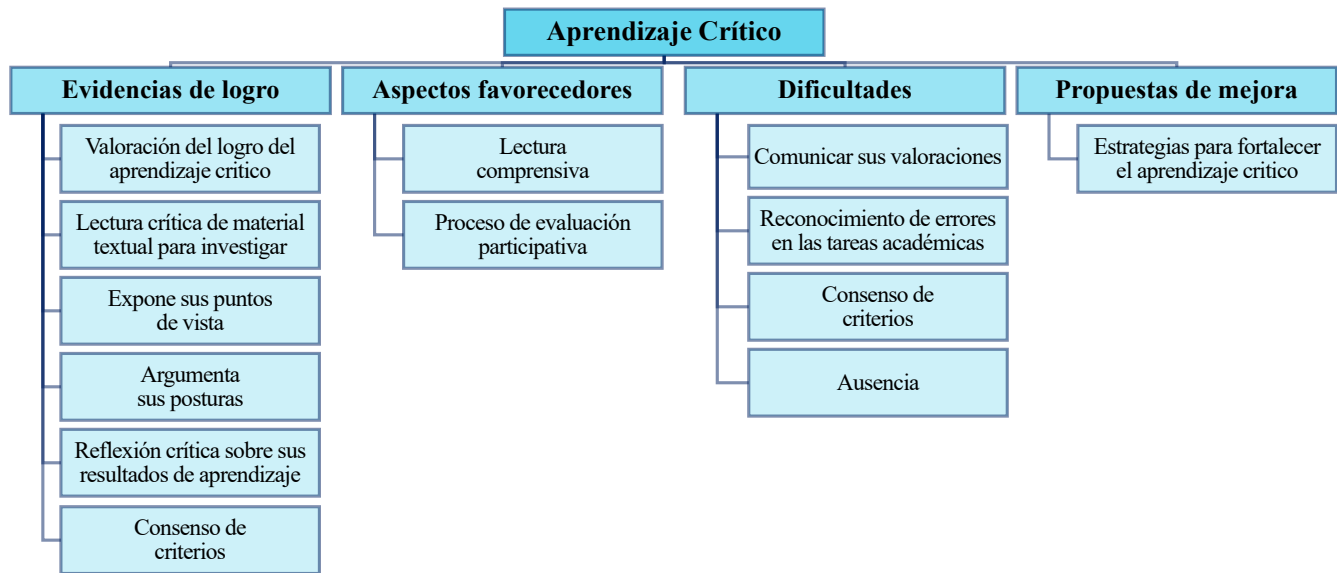 Aprendizaje Crítico
Evidencias de logro
Valoración del logro del
aprendizaje critico
Lectura crítica de material
textual para investigar
Expone sus puntos
de vista
Argumenta
sus posturas
Reflexión crítica sobre sus
resultados de aprendizaje
Consenso de
criterios
Aspectos favorecedores
Lectura
comprensiva
Proceso de evaluación
participativa
Dificultades
Comunicar sus valoraciones
Reconocimiento de errores
en las tareas académicas
Consenso de
criterios
Ausencia
Propuestas de mejora
Estrategias para fortalecer
el aprendizaje critico